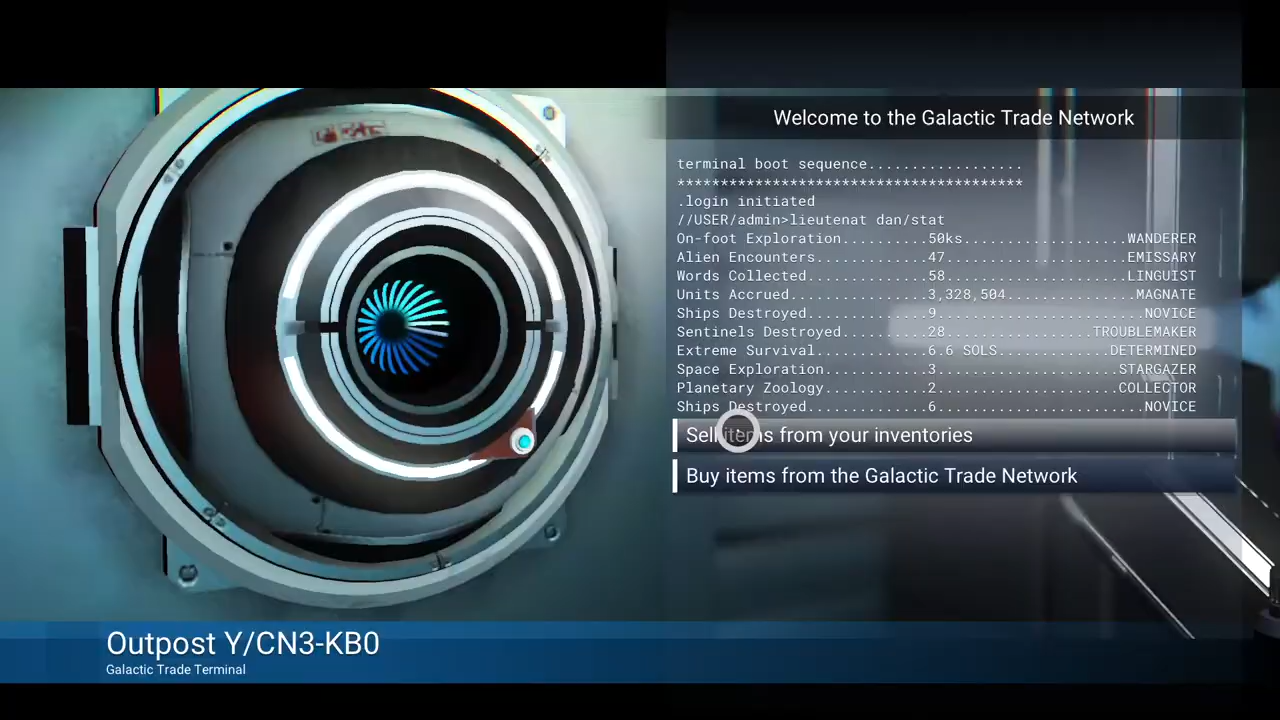 Welcome to the Galactic Trade Network
terminal boot sequence..................
****************************************
.login initiated
//USER/admin>lieutenat dan/stat
On-foot Exploration..........50ks...................WANDERER
Alien Encounters.............47.....................EMISSARY
Words Collected..............58.....................LINGUIST
Units Accrued................3,328,504...............MAGNATE
Ships Destroyed..............9.......................NOVICE
Sentinels Destroyed..........28.................TROUBLEMAKER
Extreme Survival.............6.6 SOLS.............DETERMINED
Space Exploration............3.....................STARGAZER
Planetary Zoology............2.....................COLLECTOR
Ships Destroyed..............6.......................NOVICE
Sell items from your inventories
Buy items from the Galactic Trade Network
Outpost Y/CN3-KB0
Galactic Trade Terminal